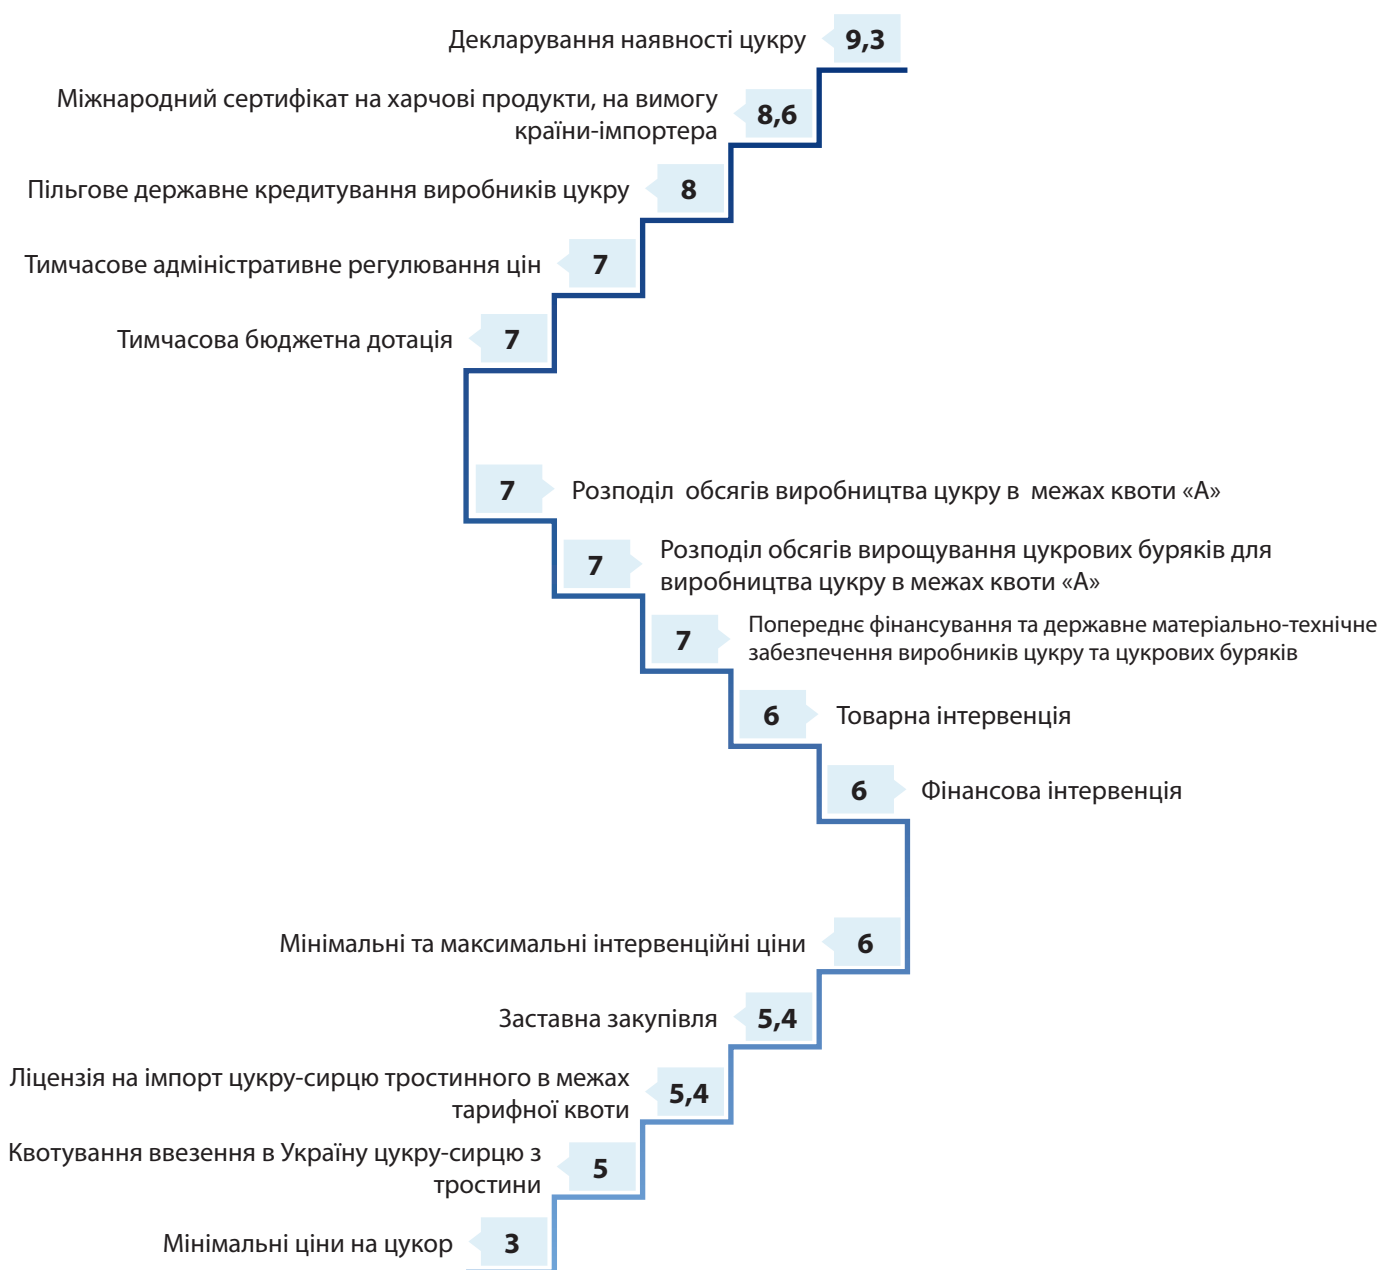 Декларування наявності цукру 9,3
Міжнародний сертифікат на харчові продукти, на вимогу
країни-імпортера 8,6
Пільгове державне кредитування виробників цукру 8
Тимчасове адміністративне регулювання цін 7
Тимчасова бюджетна дотація 7
7 Розподіл обсягів виробництва цукру в межах квоти «А»
7 Розподіл обсягів вирощування цукрових буряків для
виробництва цукру в межах квоти «А»
7 Попереднє фінансування та державне матеріально-технічне
забезпечення виробників цукру та цукрових буряків
6 Товарна інтервенція
6 Фінансова інтервенція
Мінімальні та максимальні інтервенційні ціни 6
Заставна закупівля 5,4
Ліцензія на імпорт цукру-сирцю тростинного в межах
тарифної квоти 5,4
Квотування ввезення в Україну цукру-сирцю з
тростини 5
Мінімальні ціни на цукор 3